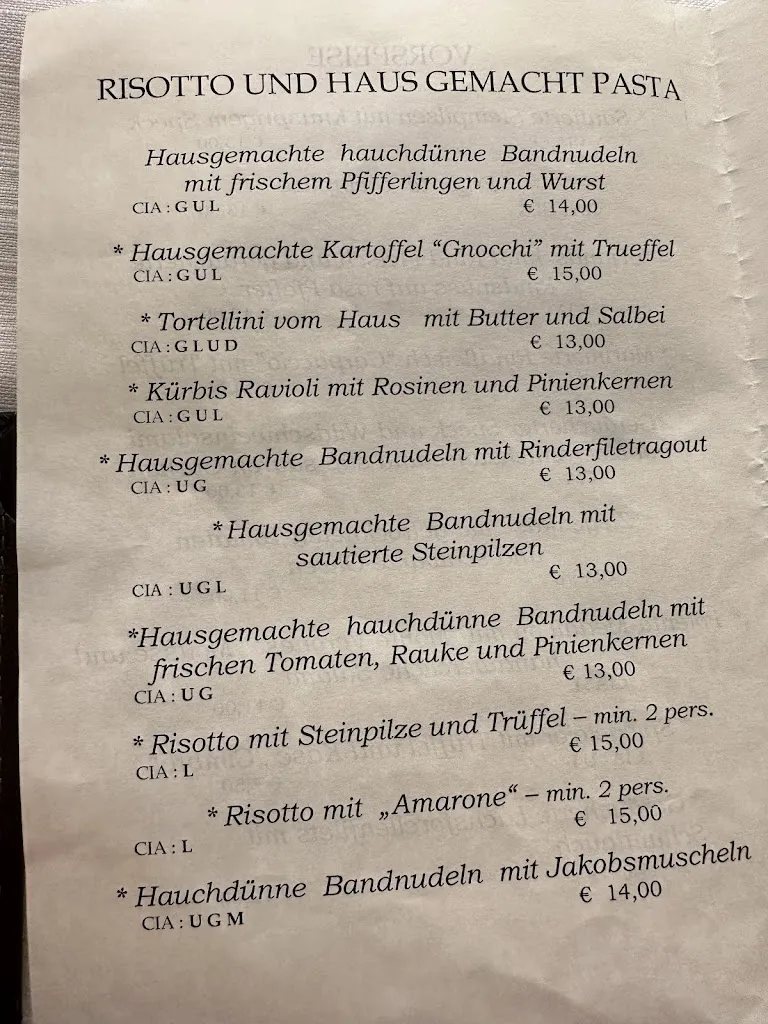 RISOTTO UND HAUS GEMACHT PASTA
Hausgemachte hauchdünne Bandnudeln
mit frischem Pfifferlingen und Wurst
CIA : G U L € 14,00
* Hausgemachte Kartoffel “Gnocchi” mit Trueffel
CIA : G U L € 15,00
* Tortellini vom Haus mit Butter und Salbei
CIA : G L U D € 13,00
* Kürbis Ravioli mit Rosinen und Pinienkernen
CIA : G U L € 13,00
* Hausgemachte Bandnudeln mit Rinderfiletragout
CIA : U G € 13,00
* Hausgemachte Bandnudeln mit
sautierte Steinpilzen
CIA : U G L € 13,00
*Hausgemachte hauchdünne Bandnudeln mit
frischen Tomaten, Rauke und Pinienkernen
CIA : U G € 13,00
* Risotto mit Steinpilze und Trüffel – min. 2 pers.
CIA : L € 15,00
* Risotto mit „Amarone“ – min. 2 pers.
CIA : L € 15,00
* Hauchdünne Bandnudeln mit Jakobsmuscheln
CIA : U G M € 14,00